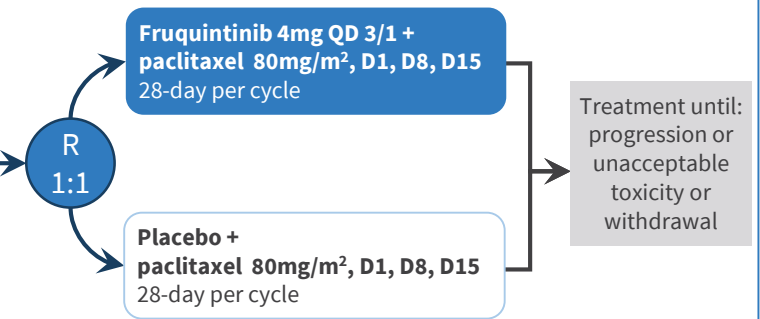 Fruquintinib 4mg QD 3/1 +
paclitaxel 80mg/m², D1, D8, D15
28-day per cycle
R
1:1
Placebo +
paclitaxel 80mg/m², D1, D8, D15
28-day per cycle
Treatment until:
progression or
unacceptable
toxicity or
withdrawal